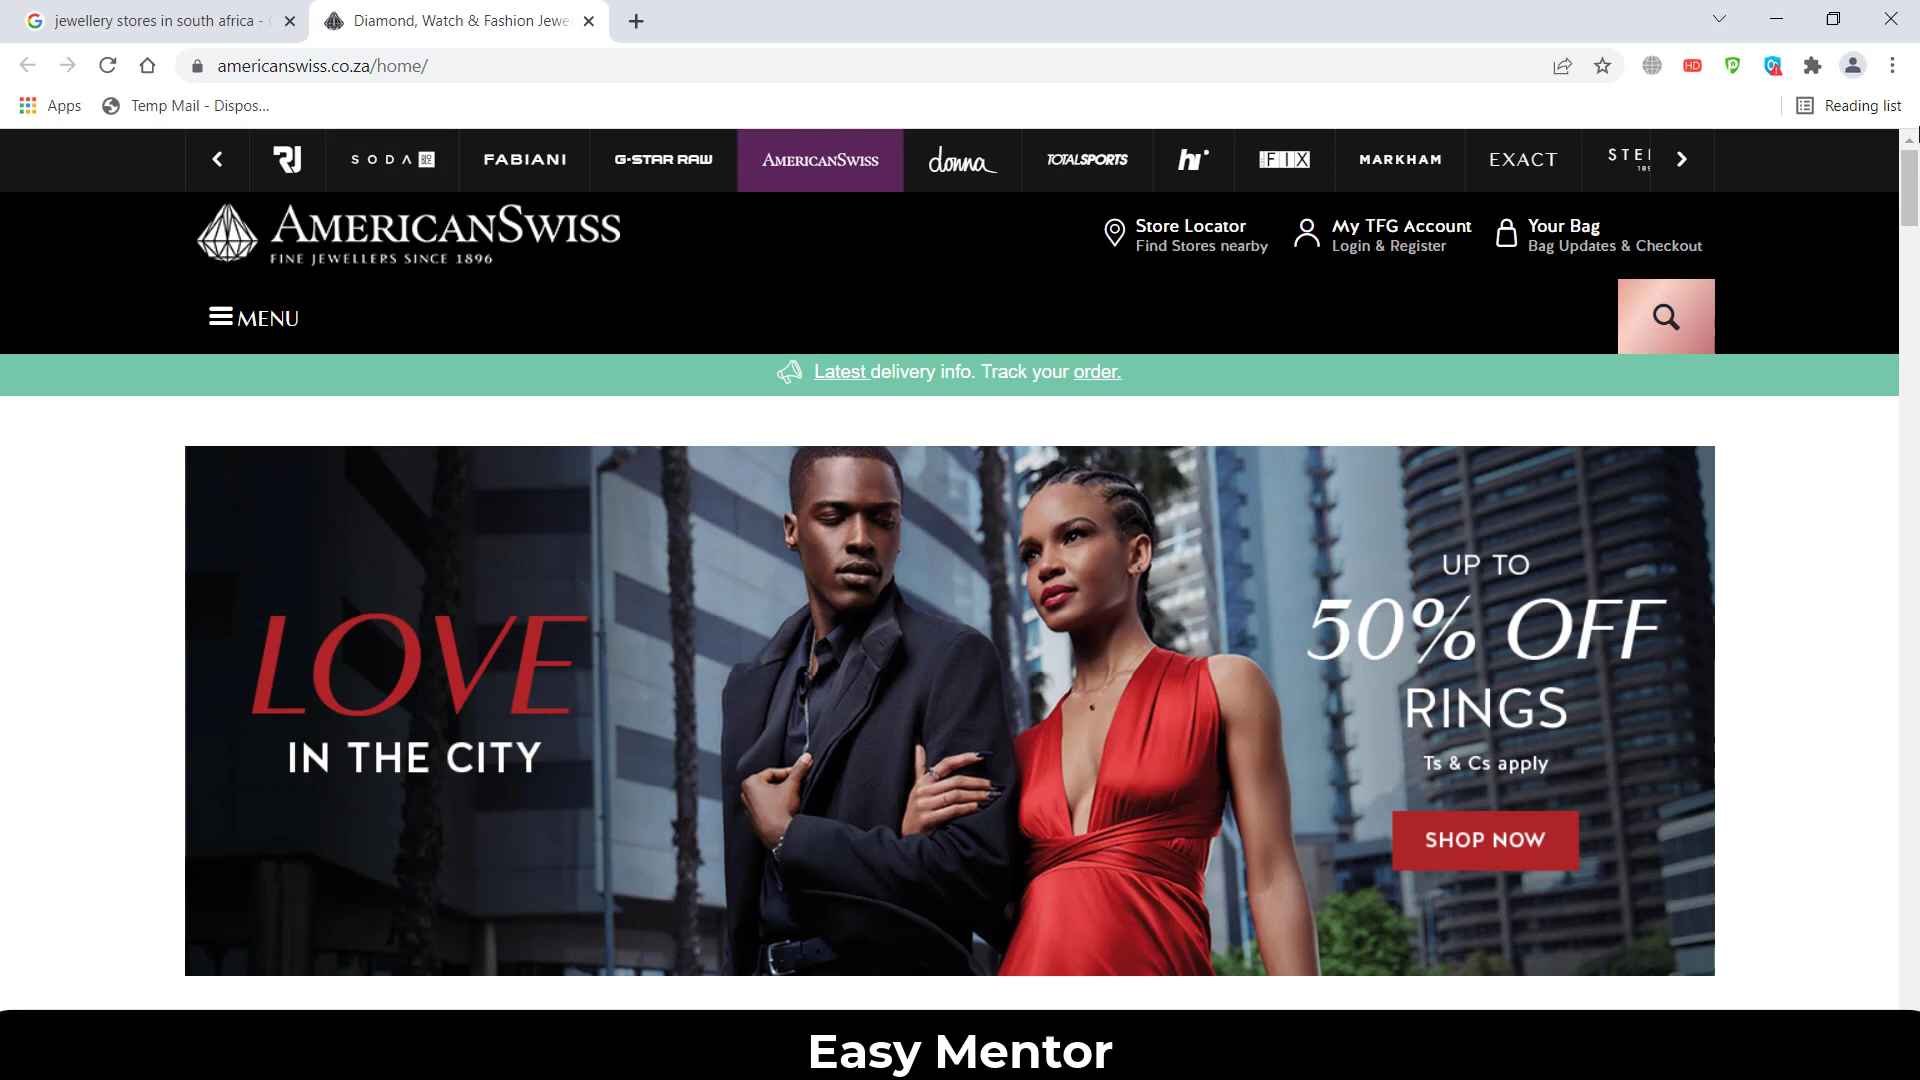 jewellery stores in south africa -
Diamond, Watch & Fashion Jewe
americanswiss.co.za/home/
Apps
Temp Mail - Dispos...
Reading list
RJ
SODA
FABIANI
G-STAR RAW
AMERICANSWISS
donna
TOTALSPORTS
hi
FIX
MARKHAM
EXACT
STE
189
AMERICANSWISS
FINE JEWELLERS SINCE 1896
Store Locator
Find Stores nearby
My TFG Account
Login & Register
Your Bag
Bag Updates & Checkout
MENU
Latest delivery info. Track your order.
LOVE
IN THE CITY
UP TO
50% OFF
RINGS
Ts & Cs apply
SHOP NOW
Easy Mentor